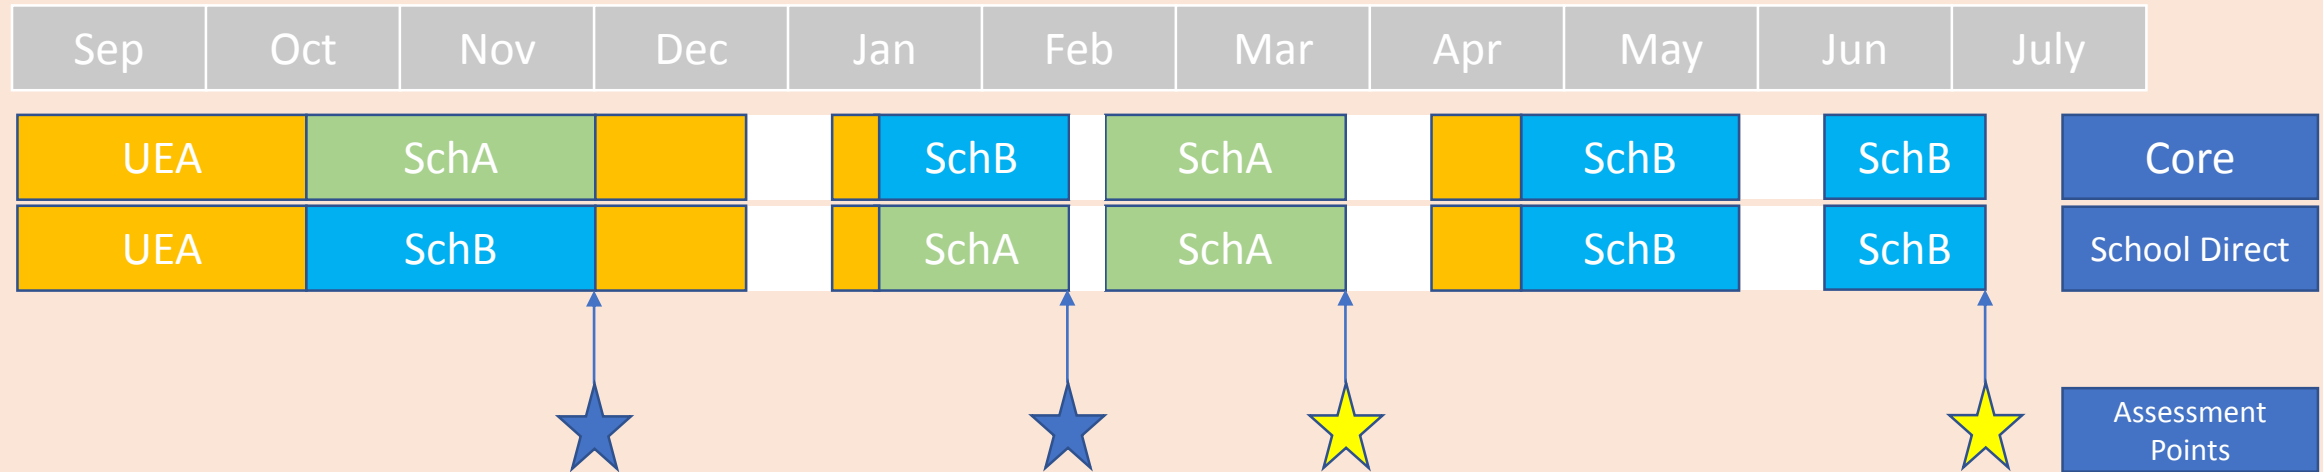 Sep Oct Nov Dec Jan Feb Mar Apr May Jun July
UEA SchA SchB SchA SchB SchB Core
UEA SchB SchA SchA SchB SchB School Direct
Assessment
Points